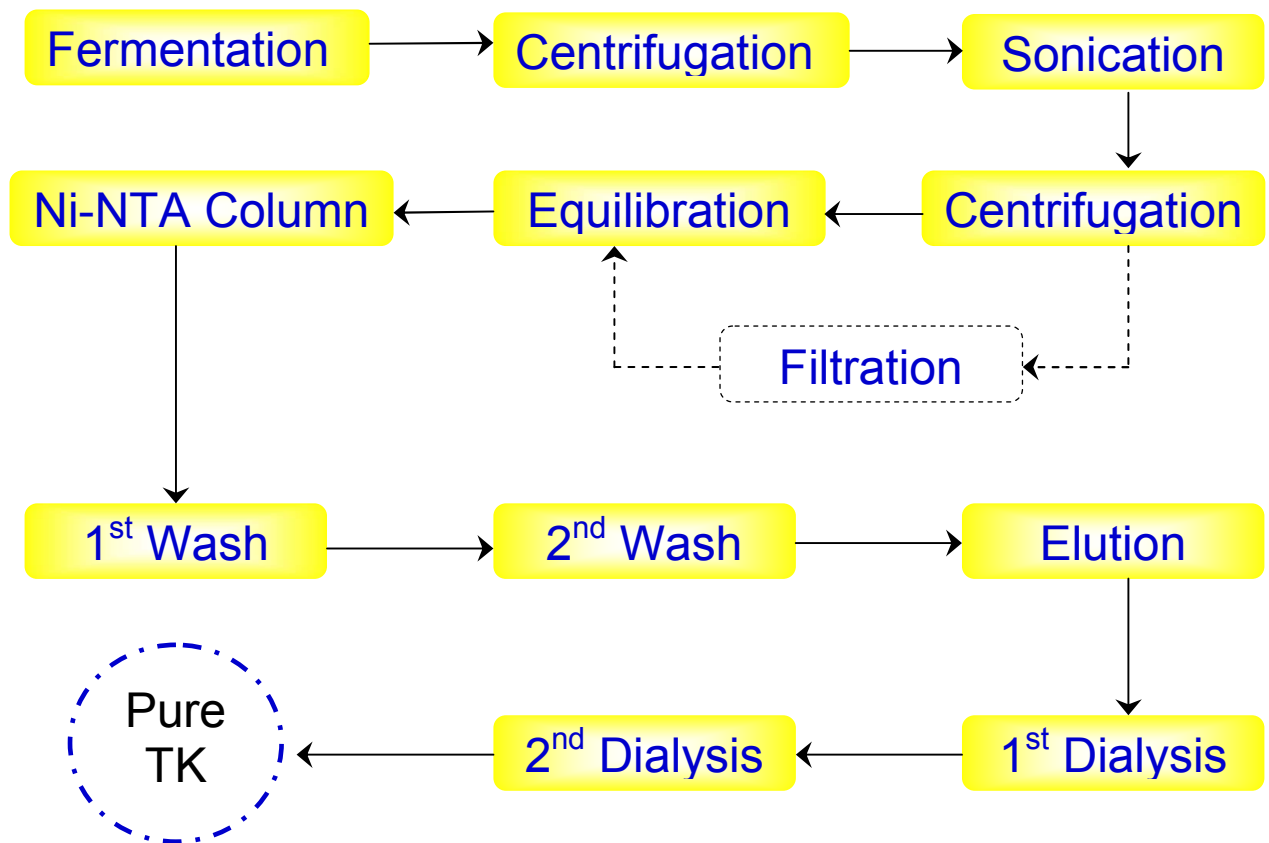 Fermentation
Centrifugation
Sonication
Ni-NTA Column
Equilibration
Centrifugation
Filtration
1st Wash
2nd Wash
Elution
Pure
TK
2nd Dialysis
1st Dialysis